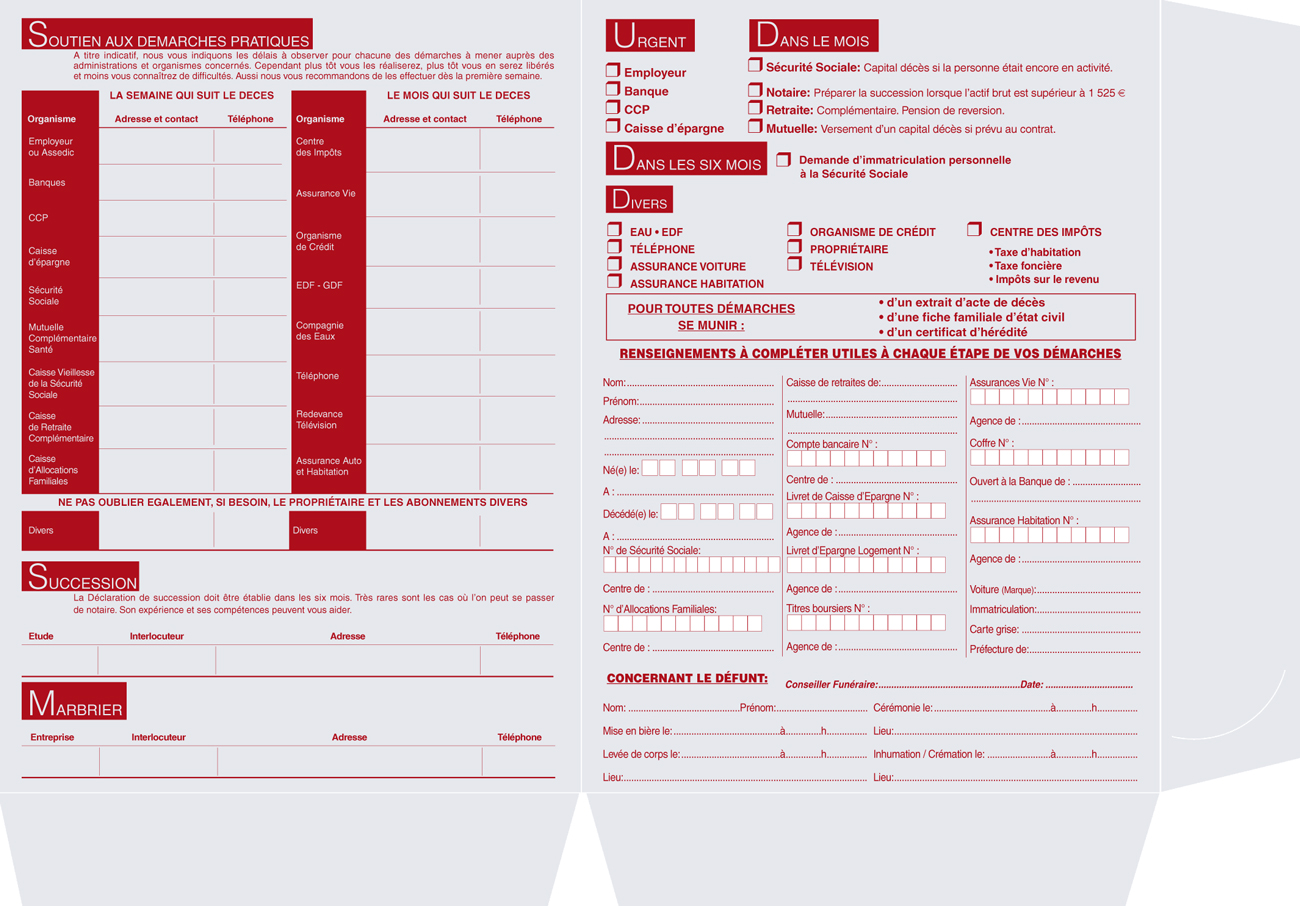 SOUTIEN AUX DEMARCHES PRATIQUES
A titre indicatif, nous vous indiquons les délais à observer pour chacune des démarches à mener auprès des
administrations et organismes concernés. Cependant plus tôt vous les réaliserez, plus tôt vous en serez libérés
et moins vous connaîtrez de difficultés. Aussi nous vous recommandons de les effectuer dès la première semaine.
LA SEMAINE QUI SUIT LE DECES
Organisme Adresse et contact Téléphone
Employeur
ou Assedic
Banques
CCP
Caisse
d'épargne
Sécurité
Sociale
Mutuelle
Complémentaire
Santé
Caisse Vieillesse
de la Sécurité
Sociale
Caisse
de Retraite
Complémentaire
Caisse
d'Allocations
Familiales
LE MOIS QUI SUIT LE DECES
Organisme Adresse et contact Téléphone
Centre
des Impôts
Assurance Vie
Organisme
de Crédit
EDF - GDF
Compagnie
des Eaux
Téléphone
Redevance
Télévision
Assurance Auto
et Habitation
NE PAS OUBLIER EGALEMENT, SI BESOIN, LE PROPRIÉTAIRE ET LES ABONNEMENTS DIVERS
Divers Divers
SUCCESSION
La Déclaration de succession doit être établie dans les six mois. Très rares sont les cas où l'on peut se passer
de notaire. Son expérience et ses compétences peuvent vous aider.
Etude Interlocuteur Adresse Téléphone
MARBRIER
Entreprise Interlocuteur Adresse Téléphone
URGENT
Employeur
Banque
CCP
Caisse d'épargne
DANS LE MOIS
Sécurité Sociale: Capital décès si la personne était encore en activité.
Notaire: Préparer la succession lorsque l'actif brut est supérieur à 1 525 €
Retraite: Complémentaire. Pension de reversion.
Mutuelle: Versement d'un capital décès si prévu au contrat.
DANS LES SIX MOIS
Demande d'immatriculation personnelle
à la Sécurité Sociale
DIVERS
EAU • EDF
TÉLÉPHONE
ASSURANCE VOITURE
ASSURANCE HABITATION
ORGANISME DE CRÉDIT
PROPRIÉTAIRE
TÉLÉVISION
CENTRE DES IMPÔTS
• Taxe d'habitation
• Taxe foncière
• Impôts sur le revenu
POUR TOUTES DÉMARCHES
SE MUNIR :
• d'un extrait d'acte de décès
• d'une fiche familiale d'état civil
• d'un certificat d'hérédité
RENSEIGNEMENTS À COMPLÉTER UTILES À CHAQUE ÉTAPE DE VOS DÉMARCHES
Nom:
Prénom:
Adresse:
Né(e) le:
A :
Décédé(e) le:
A :
N° de Sécurité Sociale:
Centre de :
N° d'Allocations Familiales:
Centre de :
Caisse de retraites de:
Mutuelle:
Compte bancaire N° :
Centre de :
Livret de Caisse d'Epargne N° :
Agence de :
Livret d'Epargne Logement N° :
Agence de :
Titres boursiers N° :
Agence de :
Assurances Vie N° :
Agence de :
Coffre N° :
Ouvert à la Banque de :
Assurance Habitation N° :
Agence de :
Voiture (Marque):
Immatriculation:
Carte grise:
Préfecture de:
CONCERNANT LE DÉFUNT: Conseiller Funéraire: Date:
Nom: Prénom: Cérémonie le: à h
Mise en bière le: à h Lieu:
Levée de corps le: à h Inhumation / Crémation le: à h
Lieu: Lieu: